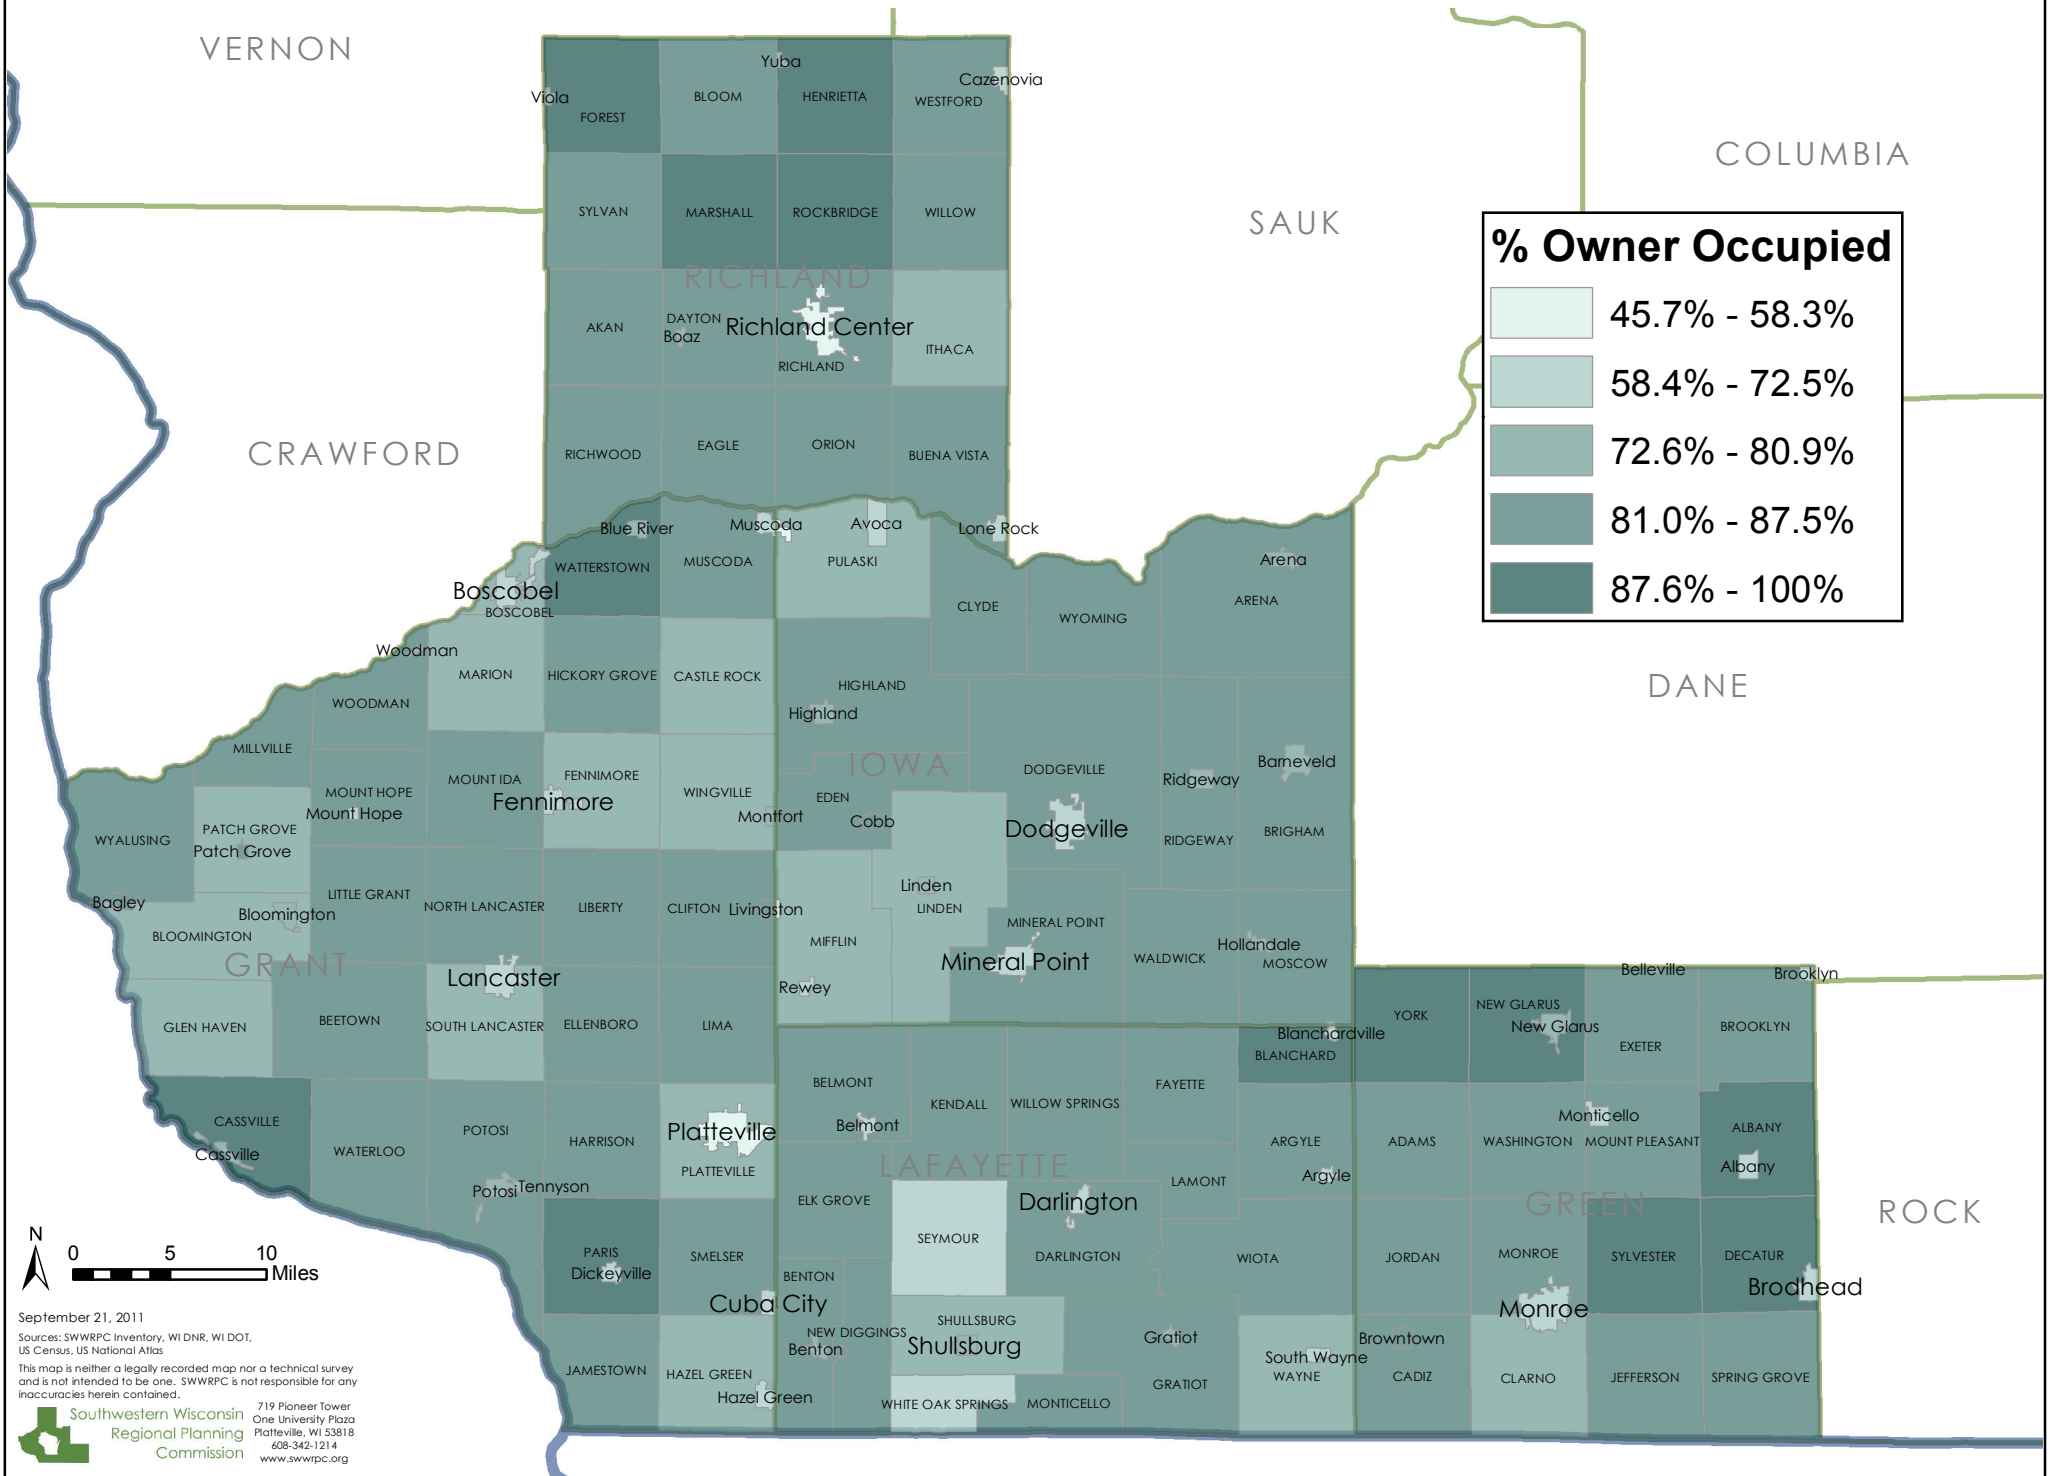 VERNON
COLUMBIA
SAUK
CRAWFORD
DANE
ROCK
RICHLAND
IOWA
GRANT
LAFAYETTE
GREEN
% Owner Occupied
45.7% - 58.3%
58.4% - 72.5%
72.6% - 80.9%
81.0% - 87.5%
87.6% - 100%
Viola
FOREST
BLOOM
Yuba
HENRIETTA
Cazenovia
WESTFORD
SYLVAN
MARSHALL
ROCKBRIDGE
WILLOW
AKAN
DAYTON
Boaz
Richland Center
RICHLAND
ITHACA
RICHWOOD
EAGLE
ORION
BUENA VISTA
Blue River
Muscoda
Avoca
Lone Rock
WATTERSTOWN
MUSCODA
PULASKI
Boscobel
BOSCOBEL
CLYDE
WYOMING
Arena
ARENA
Woodman
MARION
HICKORY GROVE
CASTLE ROCK
HIGHLAND
Highland
WOODMAN
MILLVILLE
MOUNT HOPE
Mount Hope
MOUNT IDA
FENNIMORE
Fennimore
WINGVILLE
Montfort
EDEN
Cobb
DODGEVILLE
Dodgeville
Ridgeway
RIDGEWAY
Barneveld
BRIGHAM
WYALUSING
PATCH GROVE
Patch Grove
Bagley
Bloomington
BLOOMINGTON
LITTLE GRANT
NORTH LANCASTER
LIBERTY
CLIFTON
Livingston
Linden
LINDEN
MIFFLIN
MINERAL POINT
Mineral Point
WALDWICK
Hollandale
MOSCOW
Rewey
Lancaster
GLEN HAVEN
BEETOWN
SOUTH LANCASTER
ELLENBORO
LIMA
Belleville
Brooklyn
YORK
NEW GLARUS
New Glarus
EXETER
BROOKLYN
Blanchardville
BLANCHARD
BELMONT
Belmont
KENDALL
WILLOW SPRINGS
FAYETTE
CASSVILLE
Cassville
WATERLOO
POTOSI
Potosi
Tennyson
HARRISON
Platteville
PLATTEVILLE
ELK GROVE
LAMONT
ARGYLE
Argyle
ADAMS
WASHINGTON
Monticello
MOUNT PLEASANT
ALBANY
Albany
SEYMOUR
Darlington
DARLINGTON
WIOTA
JORDAN
MONROE
Monroe
SYLVESTER
DECATUR
Brodhead
PARIS
Dickeyville
SMELSER
Cuba City
BENTON
NEW DIGGINGS
Benton
SHULLSBURG
Shullsburg
Gratiot
GRATIOT
South Wayne
WAYNE
Browntown
CADIZ
CLARNO
JEFFERSON
SPRING GROVE
JAMESTOWN
HAZEL GREEN
Hazel Green
WHITE OAK SPRINGS
MONTICELLO
N
0 5 10
Miles
September 21, 2011
Sources: SWWRPC Inventory, WI DNR, WI DOT,
US Census, US National Atlas
This map is neither a legally recorded map nor a technical survey
and is not intended to be one. SWWRPC is not responsible for any
inaccuracies herein contained.
Southwestern Wisconsin
Regional Planning
Commission
719 Pioneer Tower
One University Plaza
Platteville, WI 53818
608-342-1214
www.swwrpc.org